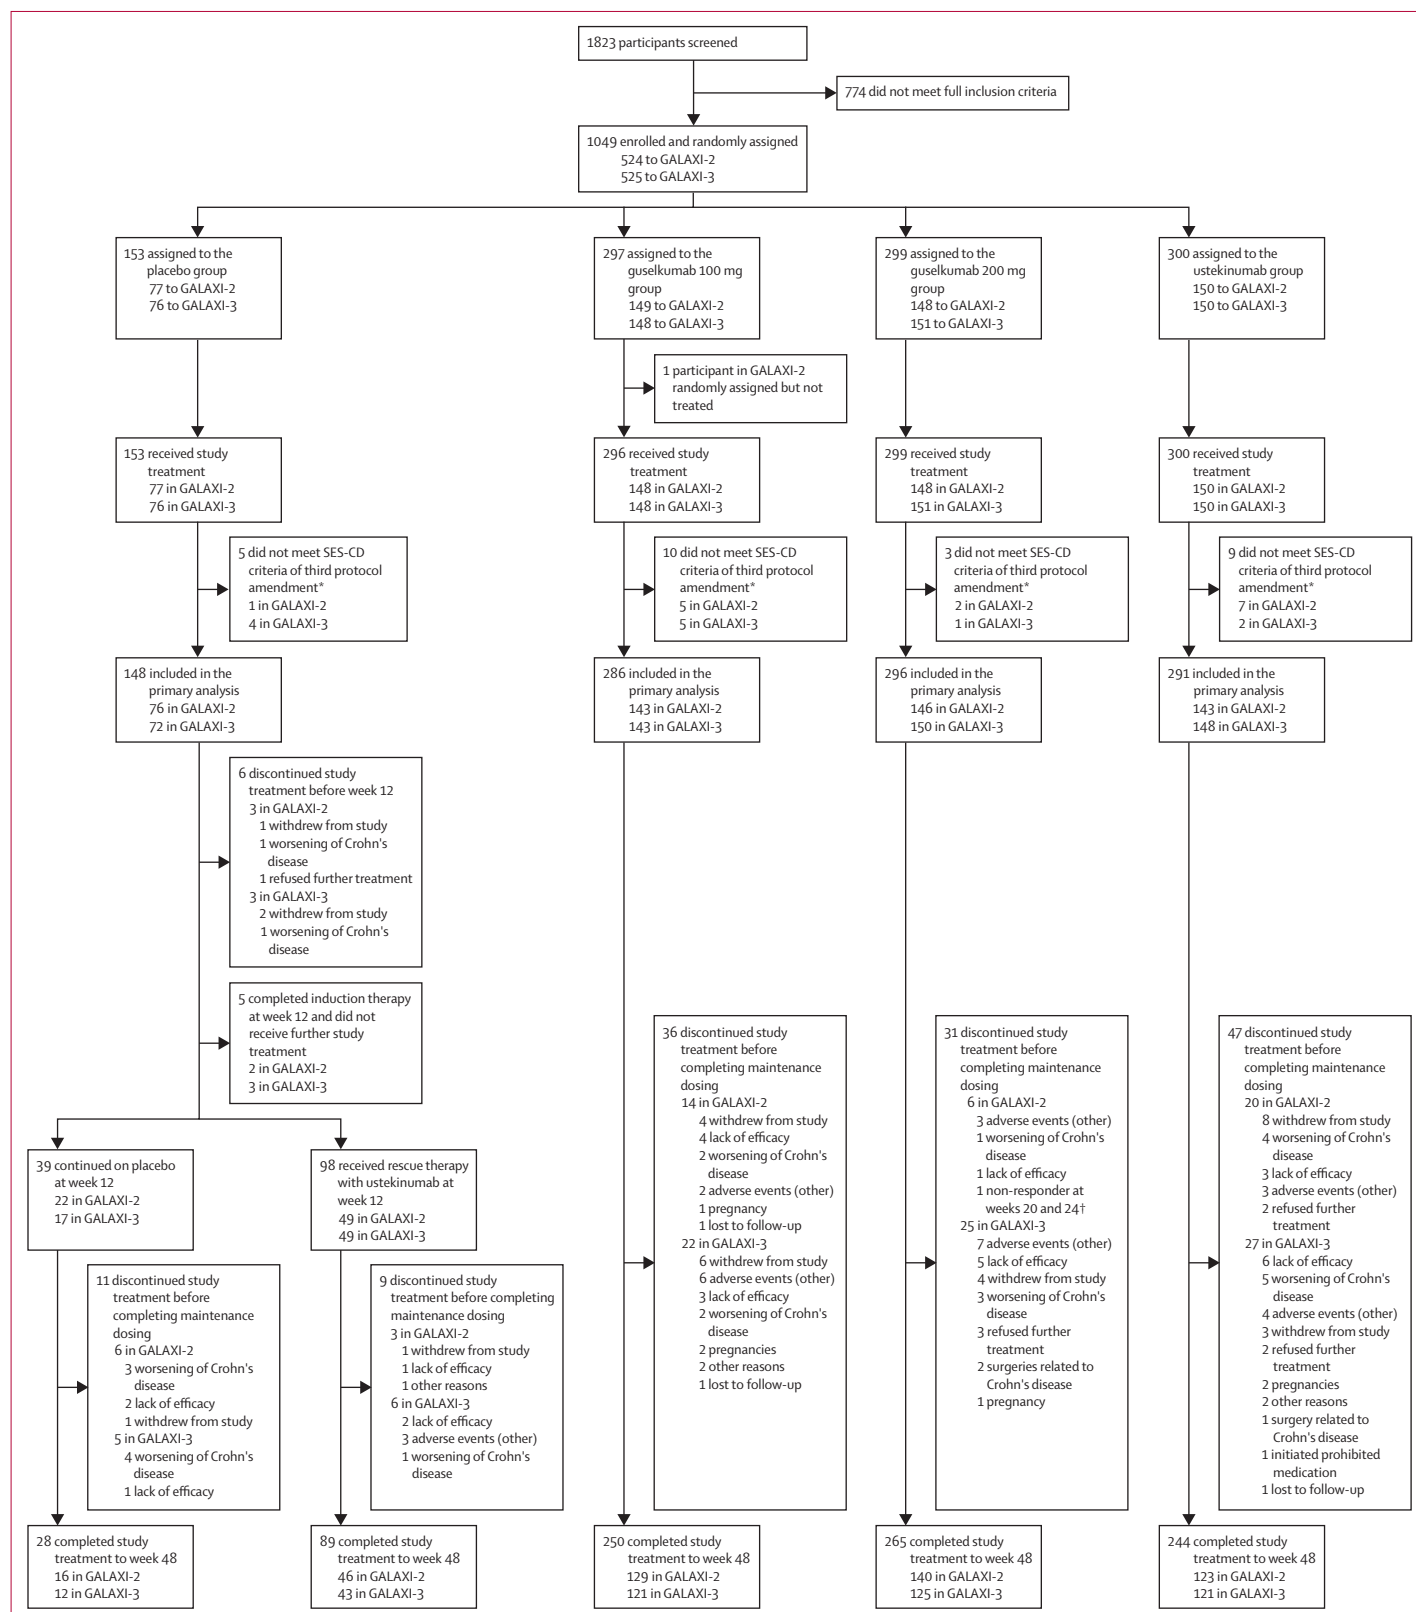 1823 participants screened
774 did not meet full inclusion criteria
1049 enrolled and randomly assigned
524 to GALAXI-2
525 to GALAXI-3
153 assigned to the
placebo group
77 to GALAXI-2
76 to GALAXI-3
297 assigned to the
guselkumab 100 mg
group
149 to GALAXI-2
148 to GALAXI-3
299 assigned to the
guselkumab 200 mg
group
148 to GALAXI-2
151 to GALAXI-3
300 assigned to the
ustekinumab group
150 to GALAXI-2
150 to GALAXI-3
1 participant in GALAXI-2
randomly assigned but not
treated
153 received study
treatment
77 in GALAXI-2
76 in GALAXI-3
296 received study
treatment
148 in GALAXI-2
148 in GALAXI-3
299 received study
treatment
148 in GALAXI-2
151 in GALAXI-3
300 received study
treatment
150 in GALAXI-2
150 in GALAXI-3
5 did not meet SES-CD
criteria of third protocol
amendment*
1 in GALAXI-2
4 in GALAXI-3
10 did not meet SES-CD
criteria of third protocol
amendment*
5 in GALAXI-2
5 in GALAXI-3
3 did not meet SES-CD
criteria of third protocol
amendment*
2 in GALAXI-2
1 in GALAXI-3
9 did not meet SES-CD
criteria of third protocol
amendment*
7 in GALAXI-2
2 in GALAXI-3
148 included in the
primary analysis
76 in GALAXI-2
72 in GALAXI-3
286 included in the
primary analysis
143 in GALAXI-2
143 in GALAXI-3
296 included in the
primary analysis
146 in GALAXI-2
150 in GALAXI-3
291 included in the
primary analysis
143 in GALAXI-2
148 in GALAXI-3
6 discontinued study
treatment before week 12
3 in GALAXI-2
1 withdrew from study
1 worsening of Crohn's
disease
1 refused further treatment
3 in GALAXI-3
2 withdrew from study
1 worsening of Crohn's
disease
5 completed induction therapy
at week 12 and did not
receive further study
treatment
2 in GALAXI-2
3 in GALAXI-3
39 continued on placebo
at week 12
22 in GALAXI-2
17 in GALAXI-3
98 received rescue therapy
with ustekinumab at
week 12
49 in GALAXI-2
49 in GALAXI-3
11 discontinued study
treatment before
completing maintenance
dosing
6 in GALAXI-2
3 worsening of Crohn's
disease
2 lack of efficacy
1 withdrew from study
5 in GALAXI-3
4 worsening of Crohn's
disease
1 lack of efficacy
9 discontinued study
treatment before completing
maintenance dosing
3 in GALAXI-2
1 withdrew from study
1 lack of efficacy
1 other reasons
6 in GALAXI-3
2 lack of efficacy
3 adverse events (other)
1 worsening of Crohn's
disease
36 discontinued study
treatment before
completing maintenance
dosing
14 in GALAXI-2
4 withdrew from study
4 lack of efficacy
2 worsening of Crohn's
disease
2 adverse events (other)
1 pregnancy
1 lost to follow-up
22 in GALAXI-3
6 withdrew from study
6 adverse events (other)
3 lack of efficacy
2 worsening of Crohn's
disease
2 pregnancies
2 other reasons
1 lost to follow-up
31 discontinued study
treatment before
completing maintenance
dosing
6 in GALAXI-2
3 adverse events (other)
1 worsening of Crohn's
disease
1 lack of efficacy
1 non-responder at
weeks 20 and 24†
25 in GALAXI-3
7 adverse events (other)
5 lack of efficacy
4 withdrew from study
3 worsening of Crohn's
disease
3 refused further
treatment
2 surgeries related to
Crohn's disease
1 pregnancy
47 discontinued study
treatment before
completing maintenance
dosing
20 in GALAXI-2
8 withdrew from study
4 worsening of Crohn's
disease
3 lack of efficacy
3 adverse events (other)
2 refused further
treatment
27 in GALAXI-3
6 lack of efficacy
5 worsening of Crohn's
disease
4 adverse events (other)
3 withdrew from study
2 refused further
treatment
2 pregnancies
2 other reasons
1 surgery related to
Crohn's disease
1 initiated prohibited
medication
1 lost to follow-up
28 completed study
treatment to week 48
16 in GALAXI-2
12 in GALAXI-3
89 completed study
treatment to week 48
46 in GALAXI-2
43 in GALAXI-3
250 completed study
treatment to week 48
129 in GALAXI-2
121 in GALAXI-3
265 completed study
treatment to week 48
140 in GALAXI-2
125 in GALAXI-3
244 completed study
treatment to week 48
123 in GALAXI-2
121 in GALAXI-3